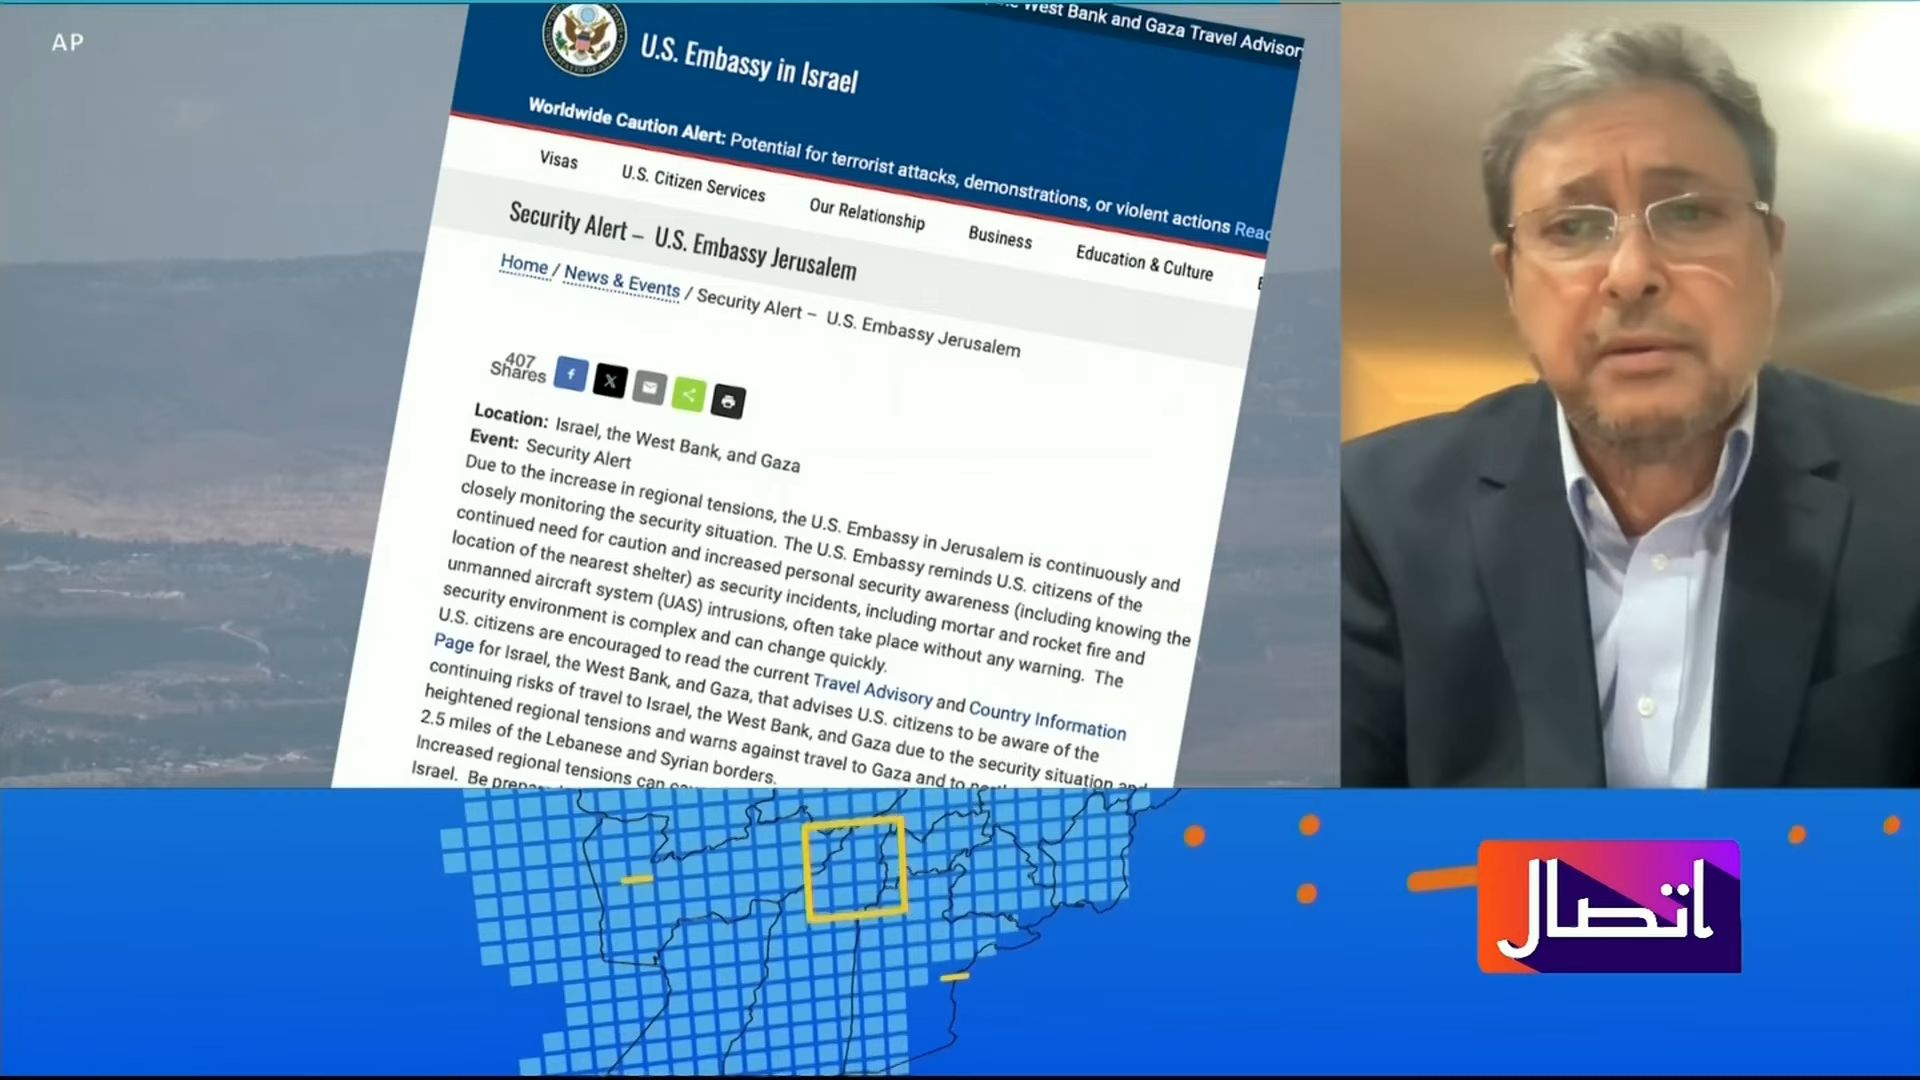 AP
the West Bank and Gaza Travel Advisory
U.S. Embassy in Israel
Worldwide Caution Alert: Potential for terrorist attacks, demonstrations, or violent actions Read
Visas U.S. Citizen Services Our Relationship Business Education & Culture
Security Alert – U.S. Embassy Jerusalem
Home / News & Events / Security Alert – U.S. Embassy Jerusalem
407
Shares
Location: Israel, the West Bank, and Gaza
Event: Security Alert
Due to the increase in regional tensions, the U.S. Embassy in Jerusalem is continuously and
closely monitoring the security situation. The U.S. Embassy reminds U.S. citizens of the
continued need for caution and increased personal security awareness (including knowing the
location of the nearest shelter) as security incidents, including mortar and rocket fire and
unmanned aircraft system (UAS) intrusions, often take place without any warning. The
security environment is complex and can change quickly.
U.S. citizens are encouraged to read the current Travel Advisory and Country Information
Page for Israel, the West Bank, and Gaza, that advises U.S. citizens to be aware of the
continuing risks of travel to Israel, the West Bank, and Gaza due to the security situation and
heightened regional tensions and warns against travel to Gaza and to
2.5 miles of the Lebanese and Syrian borders.
Increased regional tensions can
Israel. Be
اتصال